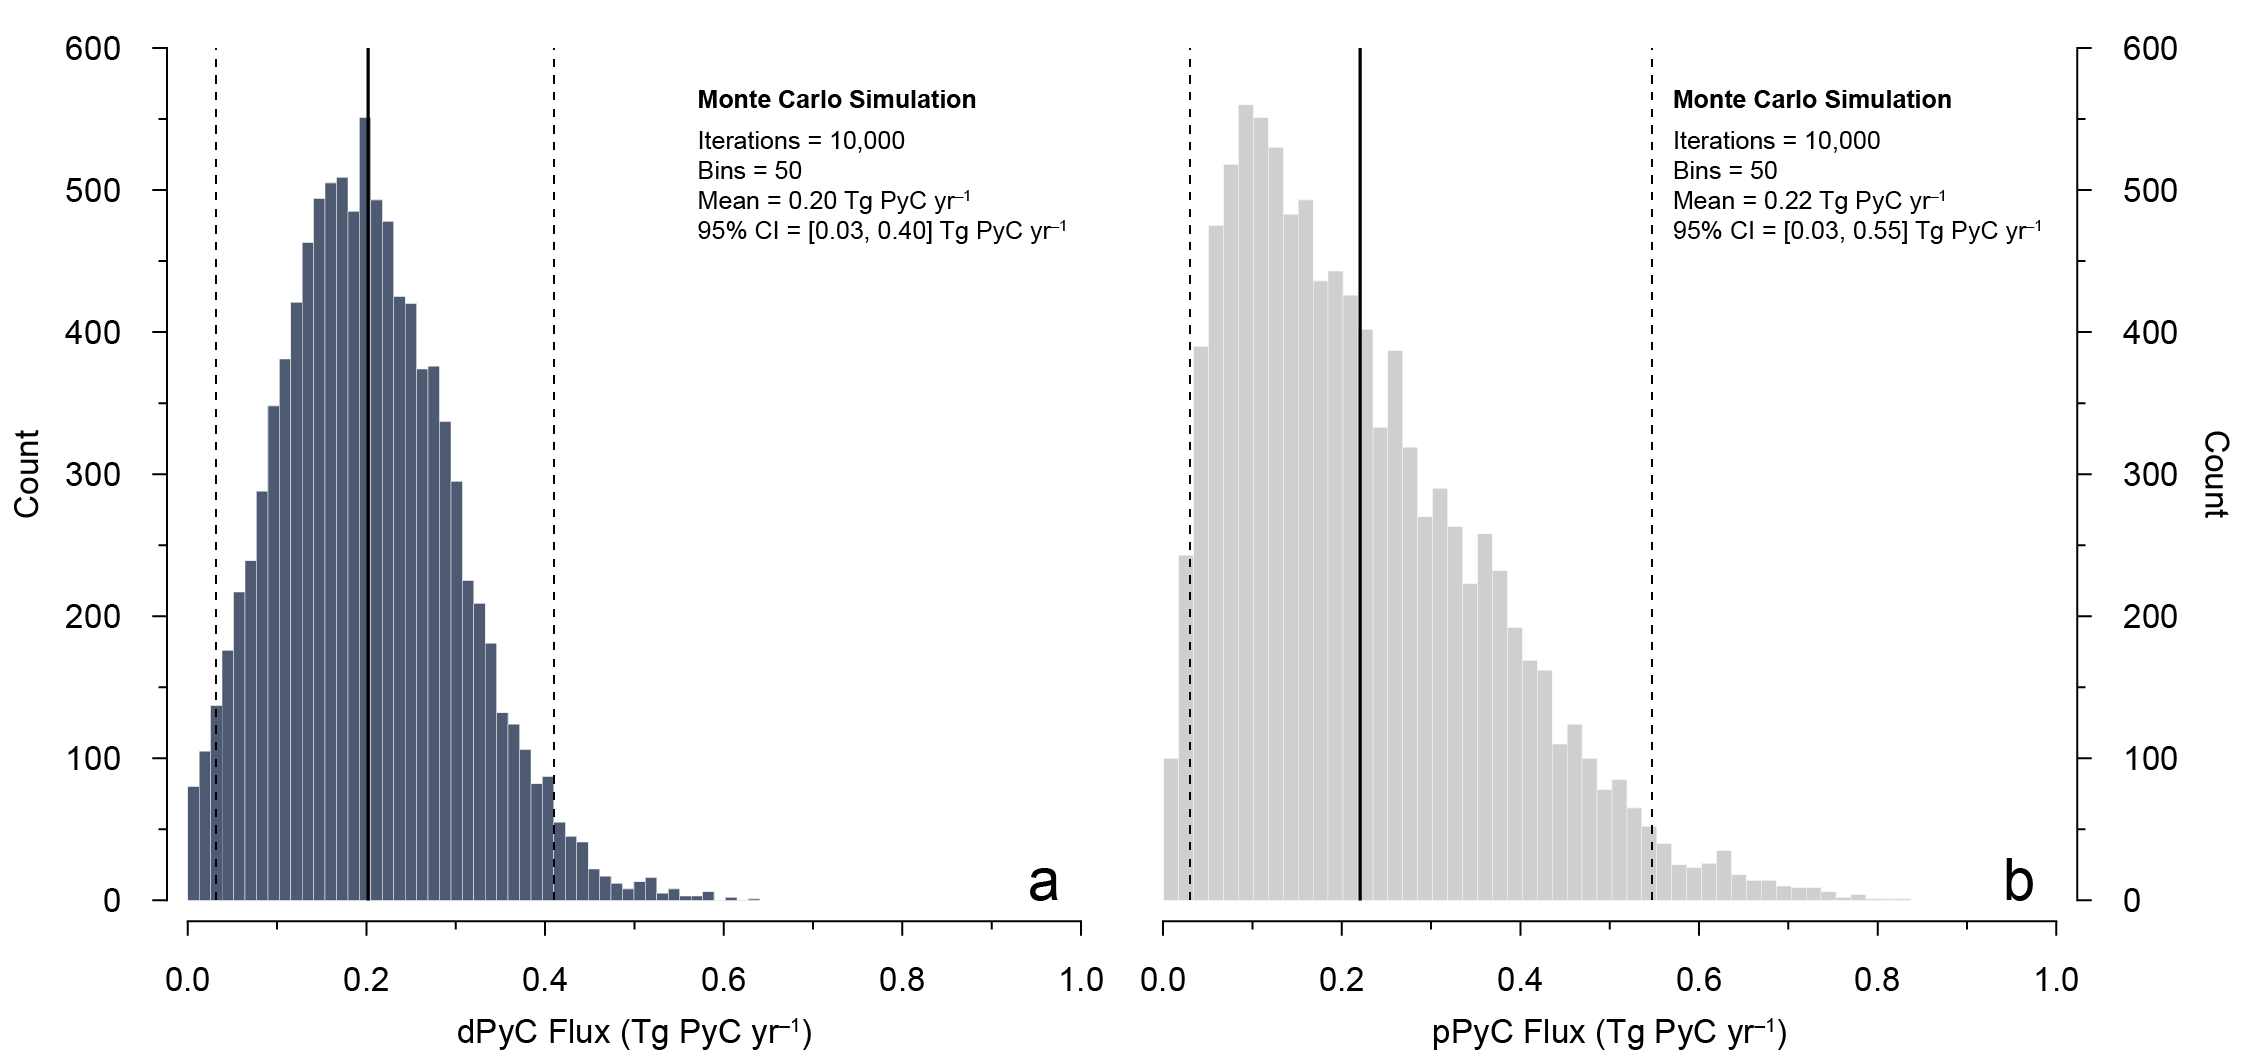 600
500
400
300
200
100
0
Count
Monte Carlo Simulation
Iterations = 10,000
Bins = 50
Mean = 0.20 Tg PyC yr⁻¹
95% CI = [0.03, 0.40] Tg PyC yr⁻¹
a
0.0 0.2 0.4 0.6 0.8 1.0
dPyC Flux (Tg PyC yr⁻¹)
Monte Carlo Simulation
Iterations = 10,000
Bins = 50
Mean = 0.22 Tg PyC yr⁻¹
95% CI = [0.03, 0.55] Tg PyC yr⁻¹
b
600
500
400
300
200
100
0
Count
0.0 0.2 0.4 0.6 0.8 1.0
pPyC Flux (Tg PyC yr⁻¹)